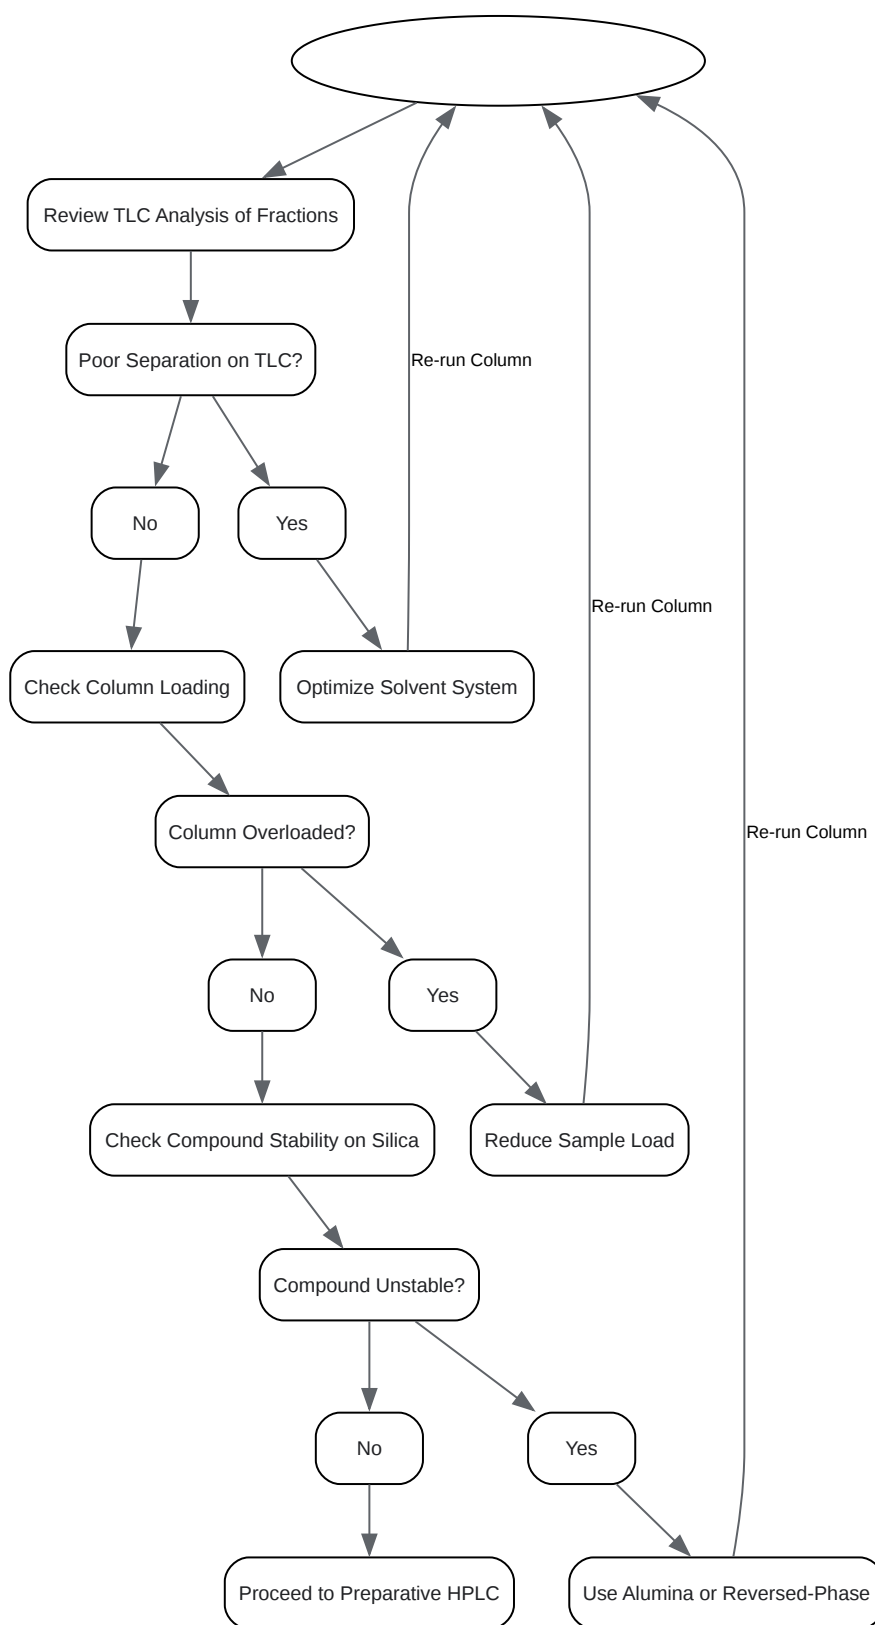 Review TLC Analysis of Fractions
Poor Separation on TLC?
Re-run Column
No
Yes
Re-run Column
Check Column Loading
Optimize Solvent System
Column Overloaded?
Re-run Column
No
Yes
Check Compound Stability on Silica
Reduce Sample Load
Compound Unstable?
No
Yes
Proceed to Preparative HPLC
Use Alumina or Reversed-Phase